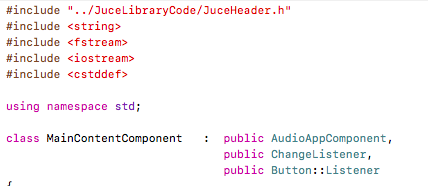 #include "../JuceLibraryCode/JuceHeader.h"
#include <string>
#include <fstream>
#include <iostream>
#include <cstddef>
using namespace std;
class MainContentComponent : public AudioAppComponent,
public ChangeListener,
public Button::Listener
{